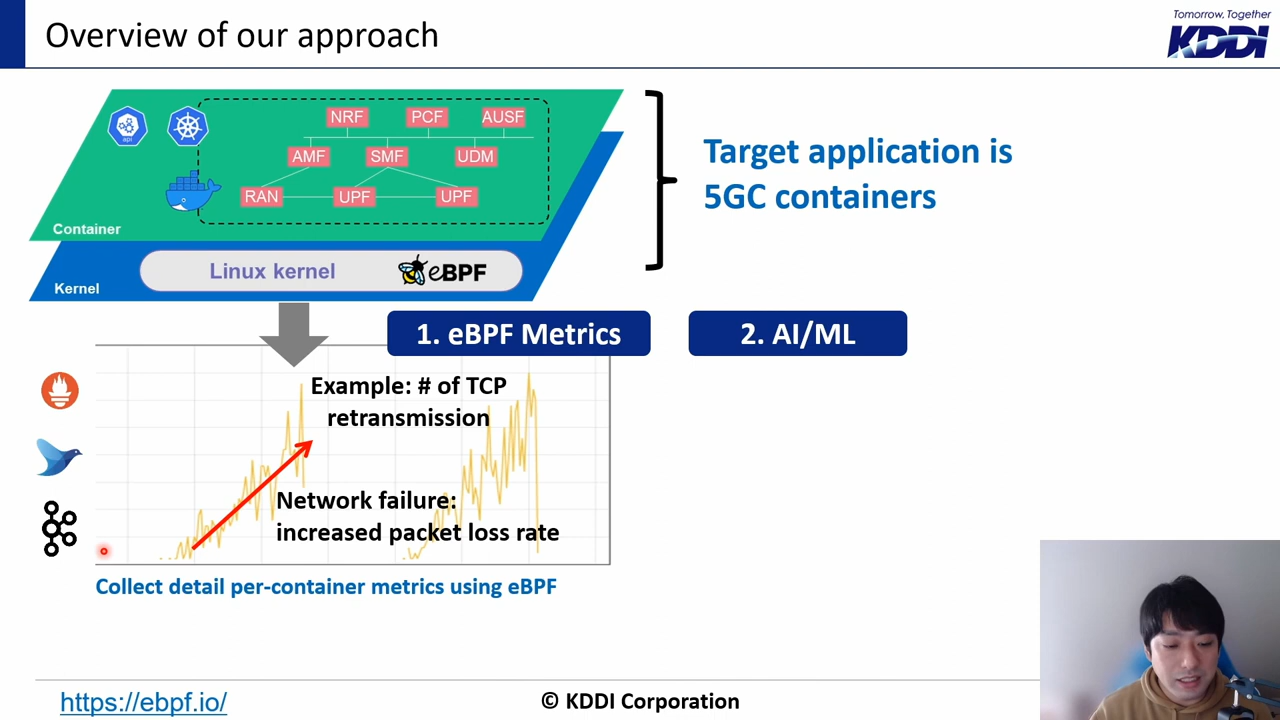 Overview of our approach
Tomorrow, Together
KDDI
NRF
PCF
AUSF
AMF
SMF
UDM
RAN
UPF
UPF
api
Container
Linux kernel
eBPF
Kernel
Target application is
5GC containers
1. eBPF Metrics
2. AI/ML
Example: # of TCP
retransmission
Network failure:
increased packet loss rate
Collect detail per-container metrics using eBPF
https://ebpf.io/
© KDDI Corporation